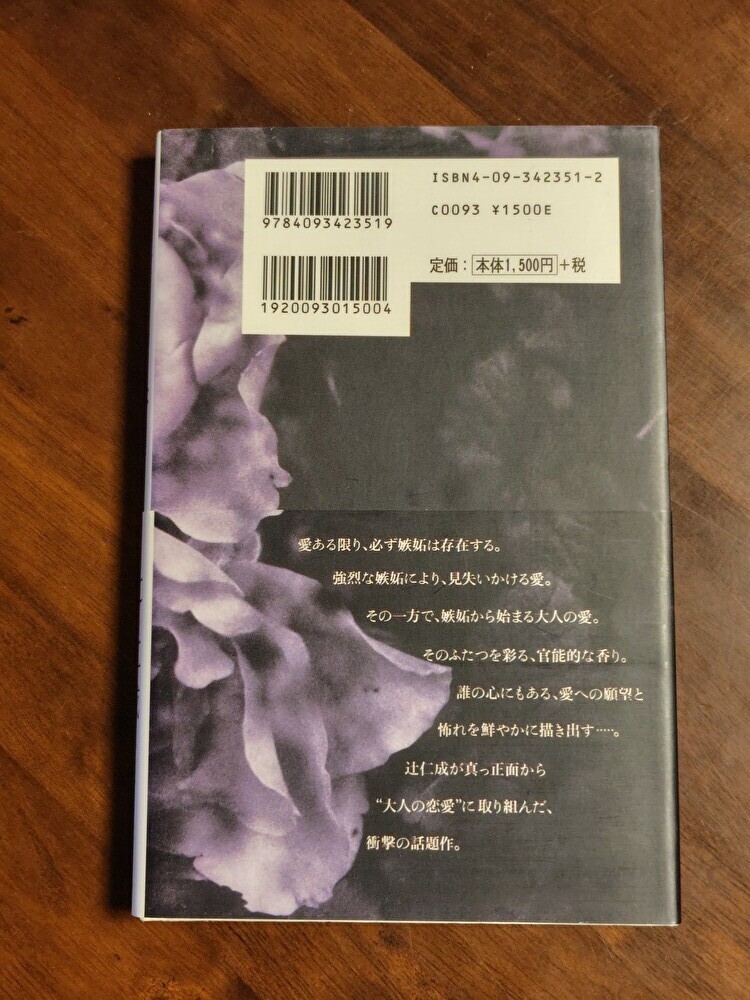 ISBN4-09-342351-2
9784093423519
C0093 ¥1500E
定価:本体1,500円+税
1920093015004
愛ある限り、必ず嫉妬は存在する。
強烈な嫉妬により、見失いかける愛。
その一方で、嫉妬から始まる大人の愛。
そのふたつを彩る、官能的な香り。
誰の心にもある、愛への願望と
怖れを鮮やかに描き出す……。
辻仁成が真っ正面から
“大人の恋愛”に取り組んだ、
衝撃の話題作。